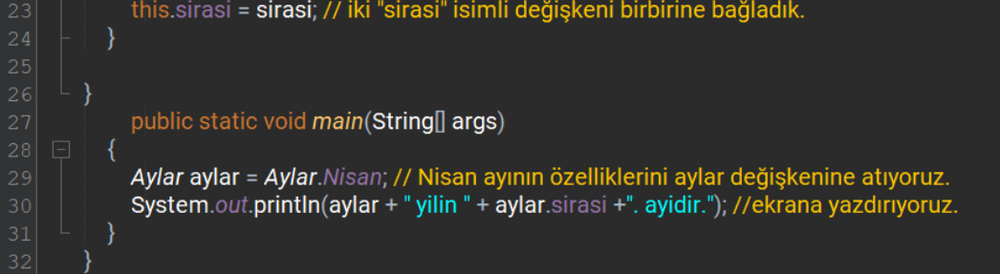 23 this.sirasi = sirasi; // iki "sirasi" isimli değişkeni birbirine bağladık.
24 }
25
26 }
27 public static void main(String[] args)
28 {
29 Aylar aylar = Aylar.Nisan; // Nisan ayının özelliklerini aylar değişkenine atıyoruz.
30 System.out.println(aylar + " yilin " + aylar.sirasi +". ayidir."); //ekrana yazdırıyoruz.
31 }
32 }